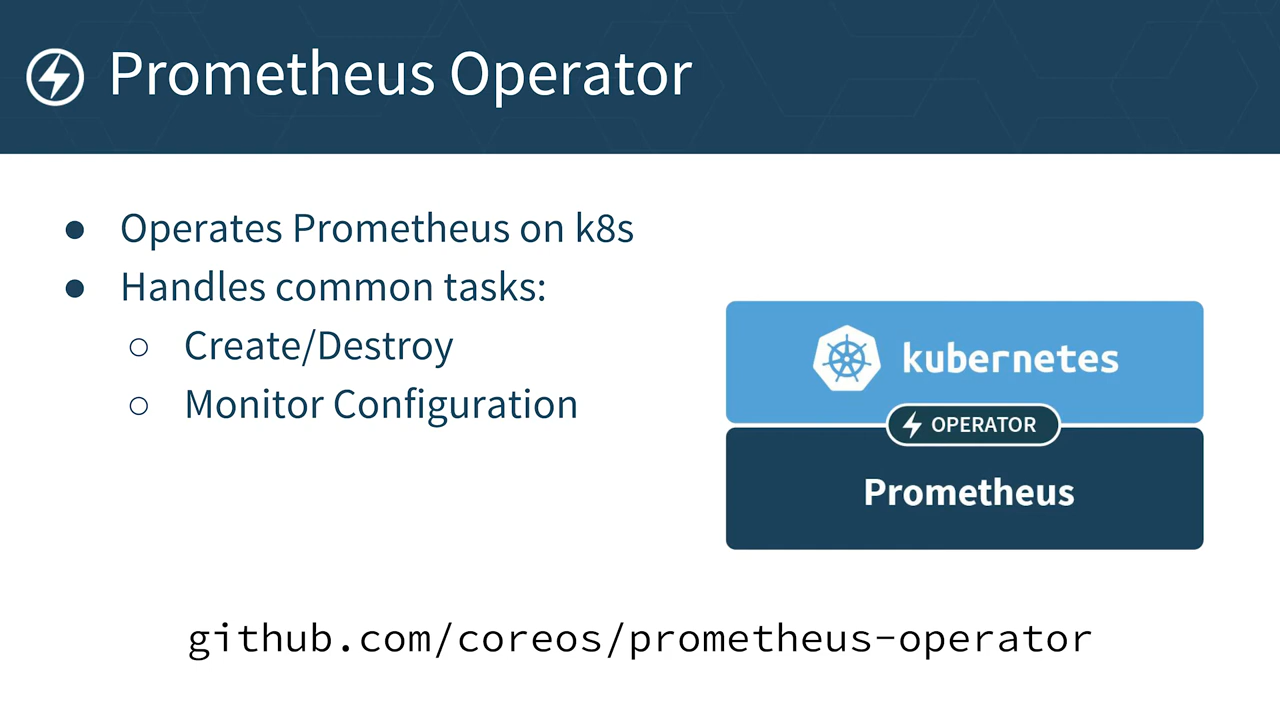 Prometheus Operator
● Operates Prometheus on k8s
● Handles common tasks:
○ Create/Destroy
○ Monitor Configuration
kubernetes
OPERATOR
Prometheus
github.com/coreos/prometheus-operator